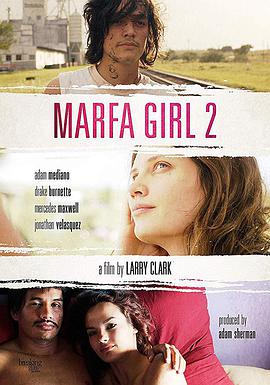 MARFA GIRL 2
adam mediano
drake burnette
mercedes maxwell
jonathan velasquez
a film by LARRY CLARK
produced by
adam sherman
breaking